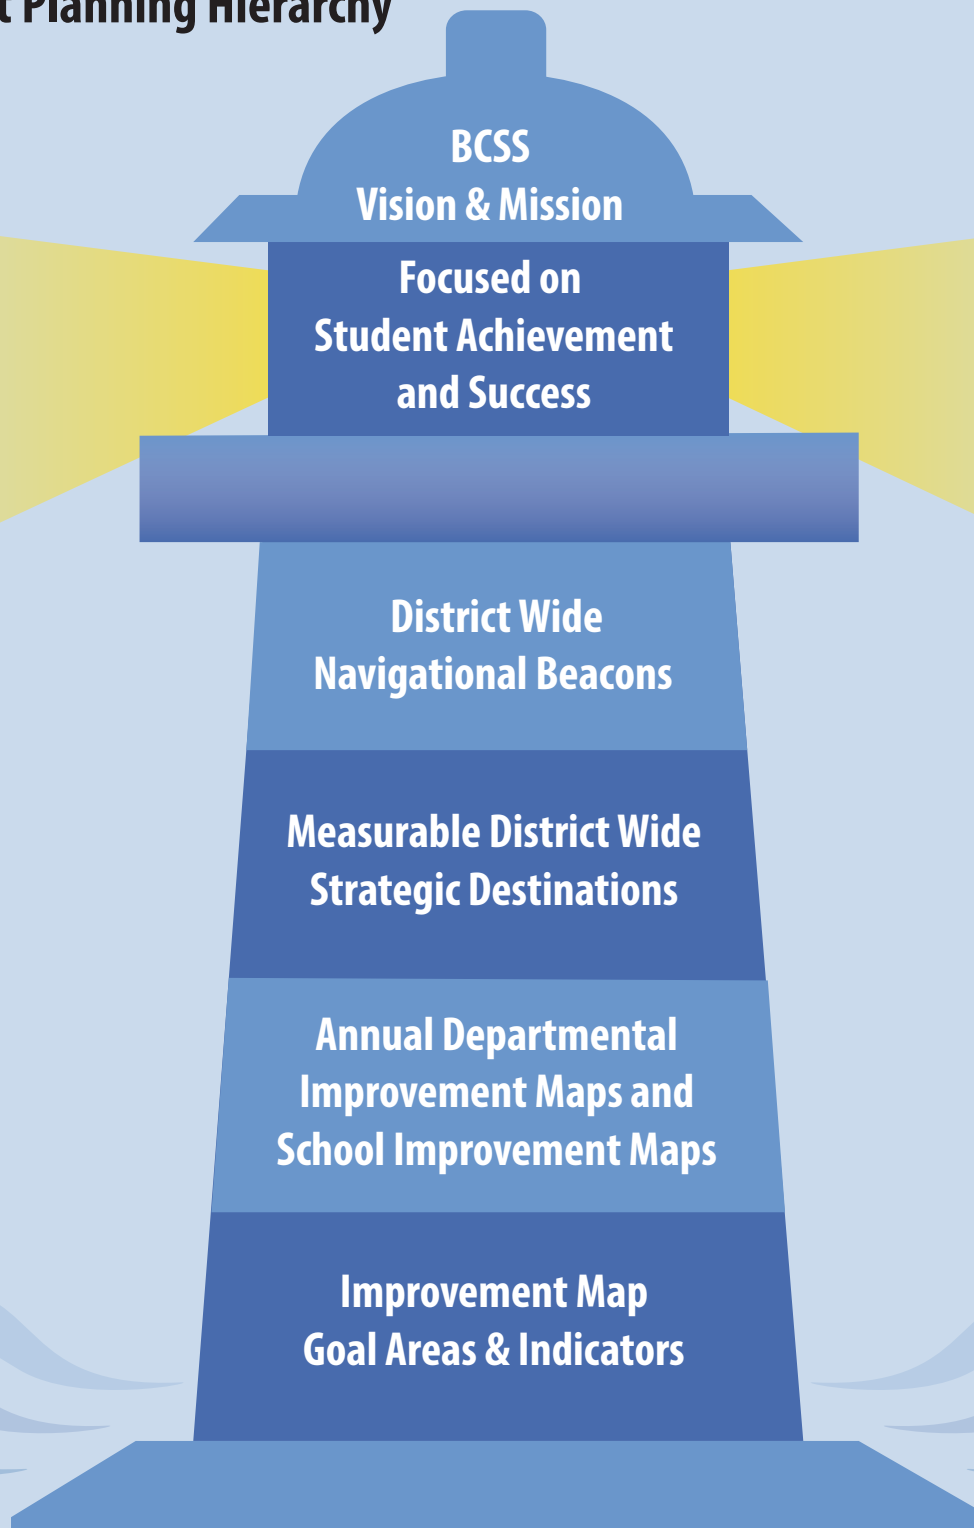 t Planning Hierarchy
BCSS
Vision & Mission
Focused on
Student Achievement
and Success
District Wide
Navigational Beacons
Measurable District Wide
Strategic Destinations
Annual Departmental
Improvement Maps and
School Improvement Maps
Improvement Map
Goal Areas & Indicators